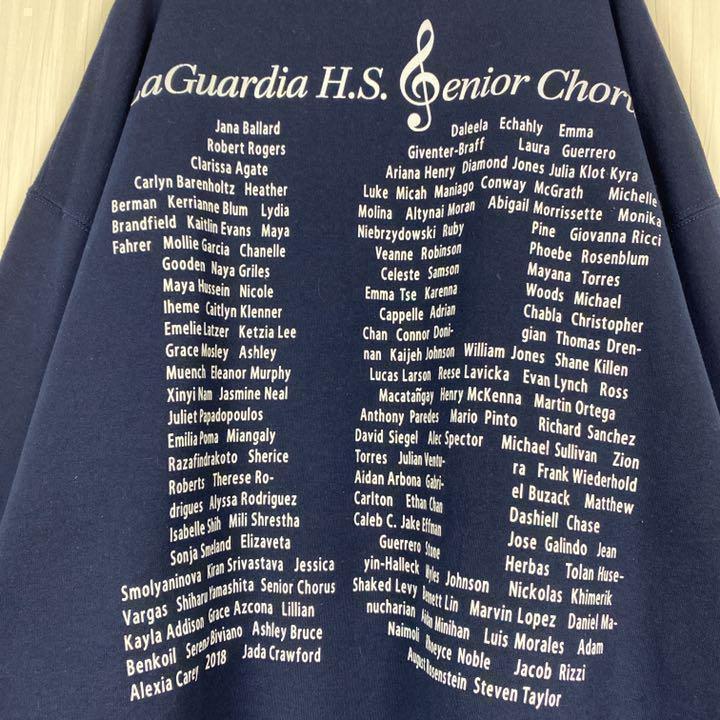 LaGuardia H.S. Senior Chorus
Jana Ballard
Robert Rogers
Clarissa Agate
Carlyn Barenholtz Heather
Berman Kerrianne Blum Lydia
Brandfield Kaitlin Evans Maya
Fahrer Mollie Garcia Chanelle
Gooden Naya Griles
Maya Hussein Nicole
Iheme Caitlyn Klenner
Emelie Latzer Ketzia Lee
Grace Mosley Ashley
Muench Eleanor Murphy
Xinyi Nam Jasmine Neal
Juliet Papadopoulos
Emilia Poma Miangaly
Razafindrakoto Sherice
Roberts Therese Ro-
drigues Alyssa Rodriguez
Isabelle Shih Mili Shrestha
Sonja Smeland Elizaveta
Smolyaninova Kiran Srivastava Jessica
Vargas Shiharu Yamashita Senior Chorus
Kayla Addison Grace Azcona Lillian
Benkoil Serena Biviano Ashley Bruce
Alexia Carey 2018 Jada Crawford
Daleela Echahly Emma
Giventer-Braff Laura Guerrero
Ariana Henry Diamond Jones Julia Klot Kyra
Luke Micah Maniago Conway McGrath Michelle
Molina Altynai Moran Abigail Morrissette Monika
Niebrzydowski Ruby Pine Giovanna Ricci
Veanne Robinson Phoebe Rosenblum
Celeste Samson Mayana Torres
Emma Tse Karenna Woods Michael
Cappelle Adrian Chabla Christopher
Chan Connor Doni- gian Thomas Dren-
nan Kaijeh Johnson William Jones Shane Killen
Lucas Larson Reese Lavicka Evan Lynch Ross
Macatañgay Henry McKenna Martin Ortega
Anthony Paredes Mario Pinto Richard Sanchez
David Siegel Alec Spector Michael Sullivan Zion
Torres Julian Ventu- ra Frank Wiederhold
Aidan Arbona Gabri- el Buzack Matthew
Carlton Ethan Chan Dashiell Chase
Caleb C. Jake Effman Jose Galindo Jean
Guerrero Stone Herbas Tolan Huse-
yin-Halleck Myles Johnson Nickolas Khimerik
Shaked Levy Bennett Lin Marvin Lopez Daniel Ma-
nucharian Aidan Minihan Luis Morales Adam
Naimoli Noble Jacob Rizzi
August Rosenstein Steven Taylor